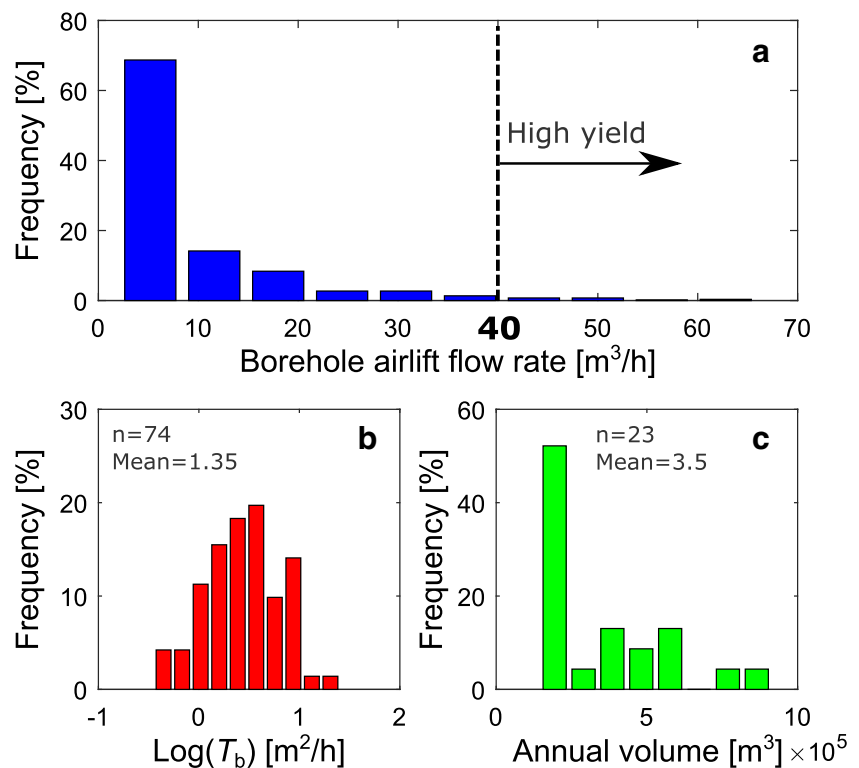 80
60
40
20
0
Frequency [%]
a
High yield
0 10 20 30 40 50 60 70
Borehole airlift flow rate [m³/h]
30
20
10
0
Frequency [%]
n=74
Mean=1.35
b
-1 0 1 2
Log(T_b) [m²/h]
60
40
20
0
Frequency [%]
n=23
Mean=3.5
c
0 5 10
Annual volume [m³] ×10⁵